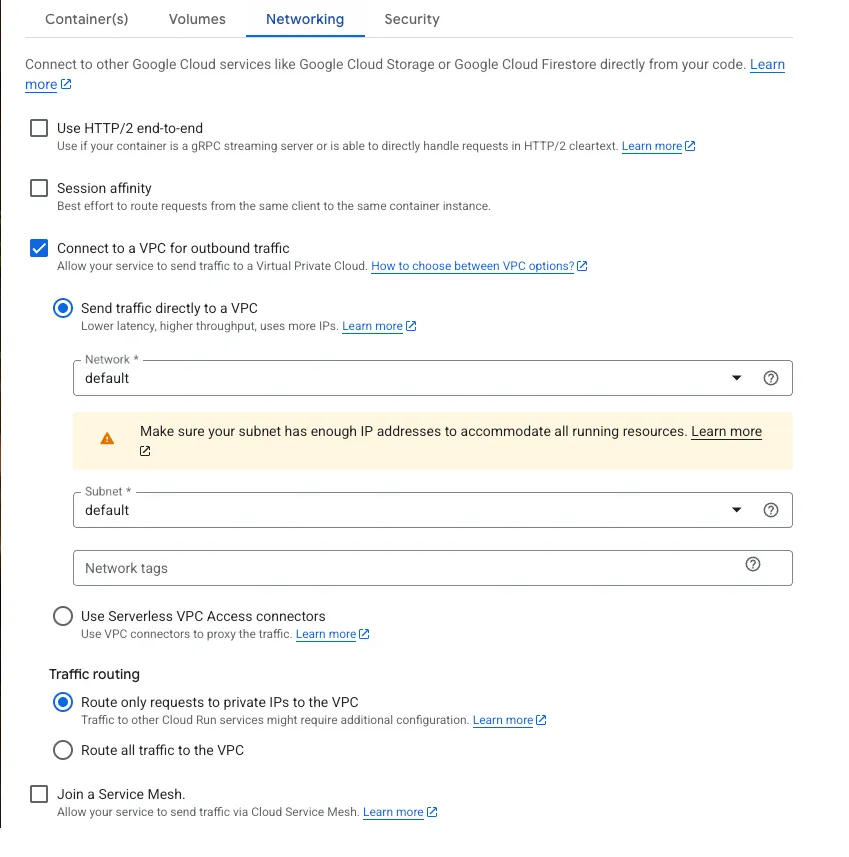 Container(s) Volumes Networking Security
Connect to other Google Cloud services like Google Cloud Storage or Google Cloud Firestore directly from your code. Learn
more
Use HTTP/2 end-to-end
Use if your container is a gRPC streaming server or is able to directly handle requests in HTTP/2 cleartext. Learn more
Session affinity
Best effort to route requests from the same client to the same container instance.
Connect to a VPC for outbound traffic
Allow your service to send traffic to a Virtual Private Cloud. How to choose between VPC options?
Send traffic directly to a VPC
Lower latency, higher throughput, uses more IPs. Learn more
Network *
default
Make sure your subnet has enough IP addresses to accommodate all running resources. Learn more
Subnet *
default
Network tags
Use Serverless VPC Access connectors
Use VPC connectors to proxy the traffic. Learn more
Traffic routing
Route only requests to private IPs to the VPC
Traffic to other Cloud Run services might require additional configuration. Learn more
Route all traffic to the VPC
Join a Service Mesh.
Allow your service to send traffic via Cloud Service Mesh. Learn more